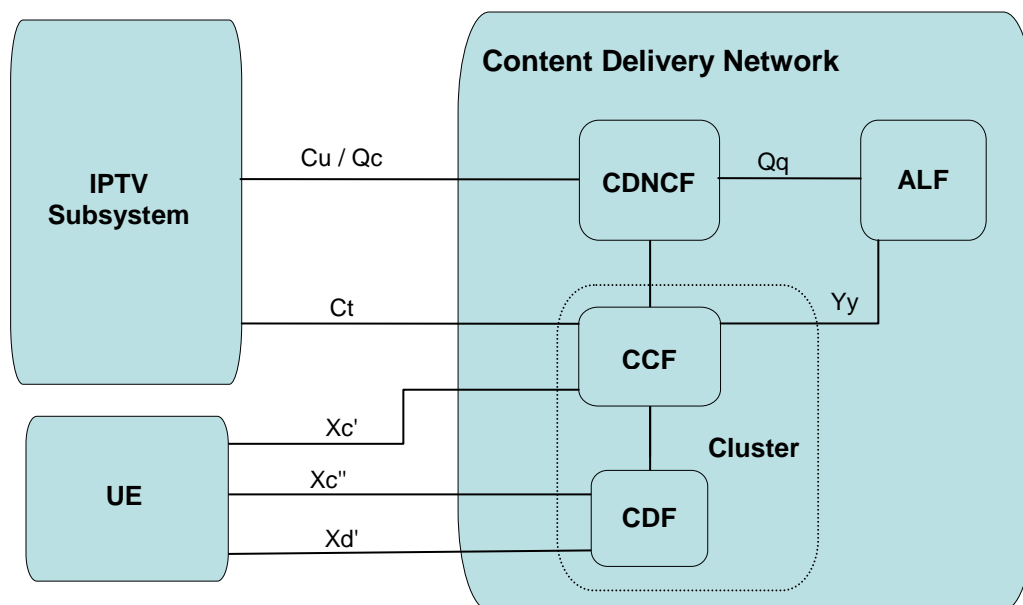 Content Delivery Network
IPTV
Subsystem
Cu / Qc
CDNCF
Qq
ALF
Ct
Yy
CCF
Xc'
Cluster
UE
Xc"
CDF
Xd'